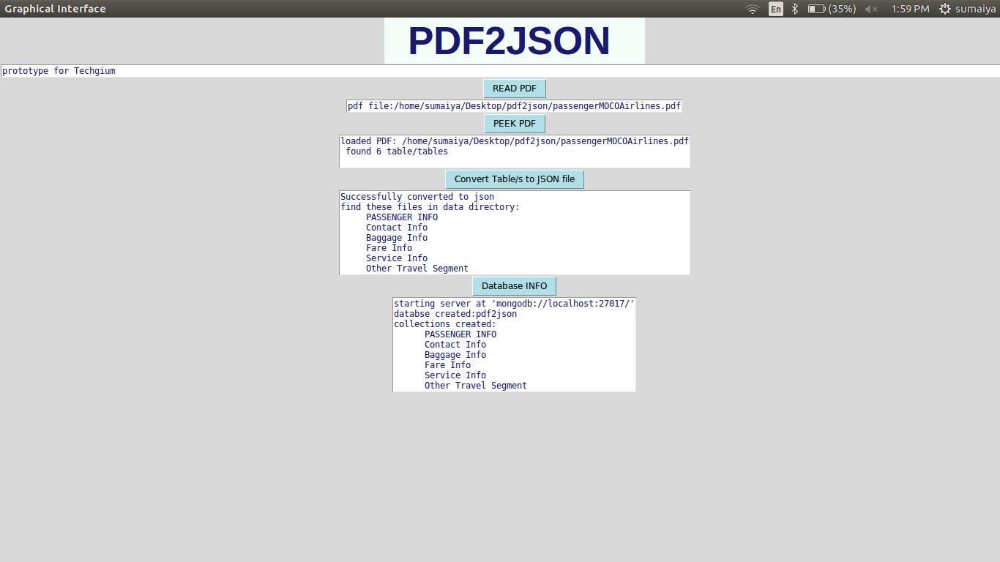 Graphical Interface
En (35%) 1:59 PM sumaiya
PDF2JSON
prototype for Techgium
READ PDF
pdf file:/home/sumaiya/Desktop/pdf2json/passengerMOCOAirlines.pdf
PEEK PDF
loaded PDF: /home/sumaiya/Desktop/pdf2json/passengerMOCOAirlines.pdf
found 6 table/tables
Convert Table/s to JSON file
Successfully converted to json
find these files in data directory:
PASSENGER INFO
Contact Info
Baggage Info
Fare Info
Service Info
Other Travel Segment
Database INFO
starting server at 'mongodb://localhost:27017/'
databse created:pdf2json
collections created:
PASSENGER INFO
Contact Info
Baggage Info
Fare Info
Service Info
Other Travel Segment